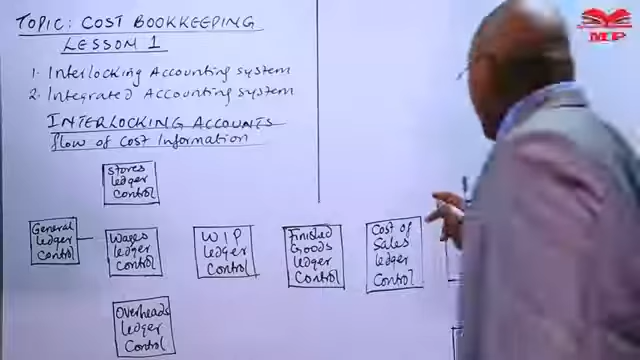 TOPIC: COST BOOKKEEPING
LESSON 1
1. Interlocking Accounting system
2. Integrated Accounting system
INTERLOCKING ACCOUNTS
flow of Cost Information
Stores
ledger
Control
General
ledger
Control
Wages
ledger
Control
WIP
ledger
Control
Finished
Goods
ledger
Control
Cost of
Sales
ledger
Control
Overheads
ledger
Control
MP